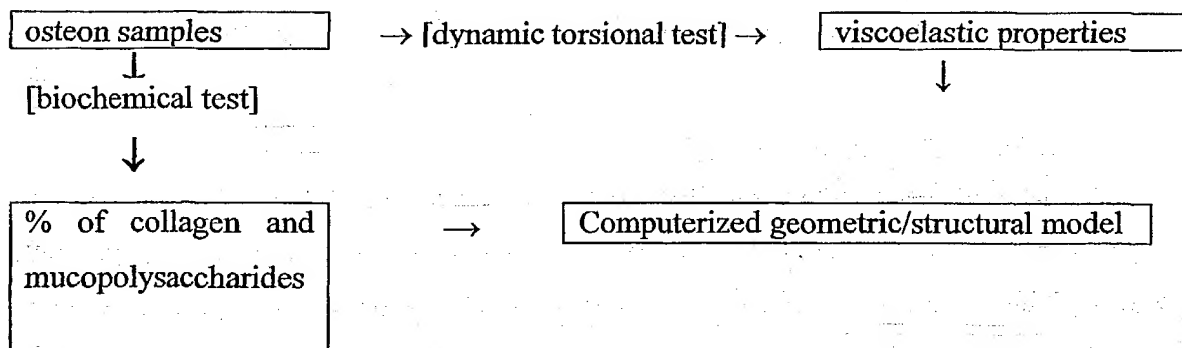 osteon samples → [dynamic torsional test] → viscoelastic properties
↓ ↓
[biochemical test]
↓
% of collagen and → Computerized geometric/structural model
mucopolysaccharides